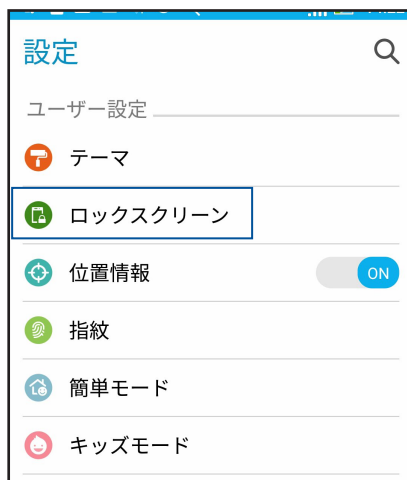 設定
ユーザー設定
テーマ
ロックスクリーン
位置情報
ON
指紋
簡単モード
キッズモード